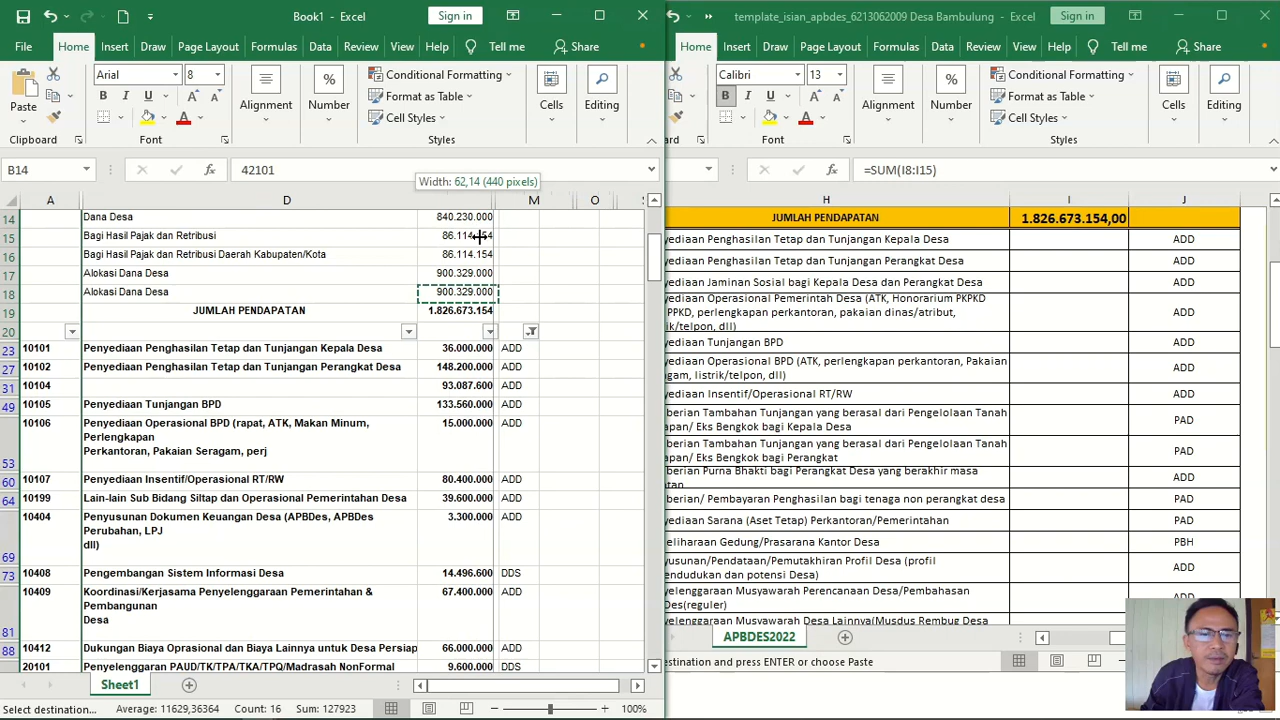 Book1 - Excel
Sign in
File Home Insert Draw Page Layout Formulas Data Review View Help Tell me Share
Paste
Arial 8
B I U A A
A
Alignment
%
Number
Conditional Formatting
Format as Table
Cell Styles
Cells
Editing
Clipboard Font Styles
B14 fx 42101
Width: 62,14 (440 pixels)
A D M O
14 Dana Desa 840.230.000
15 Bagi Hasil Pajak dan Retribusi
16 Bagi Hasil Pajak dan Retribusi Daerah Kabupaten/Kota 86.114.154
17 Alokasi Dana Desa 900.329.000
18 Alokasi Dana Desa 900.329.000
19 JUMLAH PENDAPATAN 1.826.673.154
20
23 10101 Penyediaan Penghasilan Tetap dan Tunjangan Kepala Desa 36.000.000 ADD
27 10102 Penyediaan Penghasilan Tetap dan Tunjangan Perangkat Desa 148.200.000 ADD
31 10104 93.087.600 ADD
49 10105 Penyediaan Tunjangan BPD 133.560.000 ADD
10106 Penyediaan Operasional BPD (rapat, ATK, Makan Minum, 15.000.000 ADD
Perlengkapan
53 Perkantoran, Pakaian Seragam, perj
60 10107 Penyediaan Insentif/Operasional RT/RW 80.400.000 ADD
64 10199 Lain-lain Sub Bidang Siltap dan Operasional Pemerintahan Desa 39.600.000 ADD
10404 Penyusunan Dokumen Keuangan Desa (APBDes, APBDes 3.300.000 ADD
Perubahan, LPJ
69 dll)
73 10408 Pengembangan Sistem Informasi Desa 14.496.600 DDS
10409 Koordinasi/Kerjasama Penyelenggaraan Pemerintahan & 67.400.000 ADD
Pembangunan
81 Desa
88 10412 Dukungan Biaya Oprasional dan Biaya Lainnya untuk Desa Persiap 66.000.000 ADD
20101 Penyelenggaran PAUD/TK/TPA/TKA/TPQ/Madrasah NonFormal 9.600.000 DDS
Sheet1
Select destination... Average: 11629,36364 Count: 16 Sum: 127923 100%
template_isian_apbdes_6213062009 Desa Bambulung - Excel
Sign in
Home Insert Draw Page Layout Formulas Data Review View Help Tell me Share
Calibri 13
B I U A A
A
Alignment
%
Number
Conditional Formatting
Format as Table
Cell Styles
Cells
Editing
Font Styles
fx =SUM(I8:I15)
H I J
JUMLAH PENDAPATAN 1.826.673.154,00
yediaan Penghasilan Tetap dan Tunjangan Kepala Desa ADD
yediaan Penghasilan Tetap dan Tunjangan Perangkat Desa ADD
yediaan Jaminan Sosial bagi Kepala Desa dan Perangkat Desa ADD
yediaan Operasional Pemerintah Desa (ATK, Honorarium PKPKD
PPKD, perlengkapan perkantoran, pakaian dinas/atribut, ADD
rik/telpon, dll)
yediaan Tunjangan BPD ADD
yediaan Operasional BPD (ATK, perlengkapan perkantoran, Pakaian
agam, listrik/telpon, dll) ADD
yediaan Insentif/Operasional RT/RW ADD
berian Tambahan Tunjangan yang berasal dari Pengelolaan Tanah
apan/ Eks Bengkok bagi Kepala Desa PAD
berian Tambahan Tunjangan yang berasal dari Pengelolaan Tanah
apan/ Eks Bengkok bagi Perangkat PAD
berian Purna Bhakti bagi Perangkat Desa yang berakhir masa
tan ADD
berian/ Pembayaran Penghasilan bagi tenaga non perangkat desa PAD
yediaan Sarana (Aset Tetap) Perkantoran/Pemerintahan PAD
eliharaan Gedung/Prasarana Kantor Desa PBH
yusunan/Pendataan/Pemutakhiran Profil Desa (profil
endudukan dan potensi Desa) ADD
yelenggaraan Musyawarah Perencanaan Desa/Pembahasan
Des(reguler)
yelenggaraan Musyawarah Desa Lainnya(Musdus Rembug Desa
APBDES2022
estination and press ENTER or choose Paste